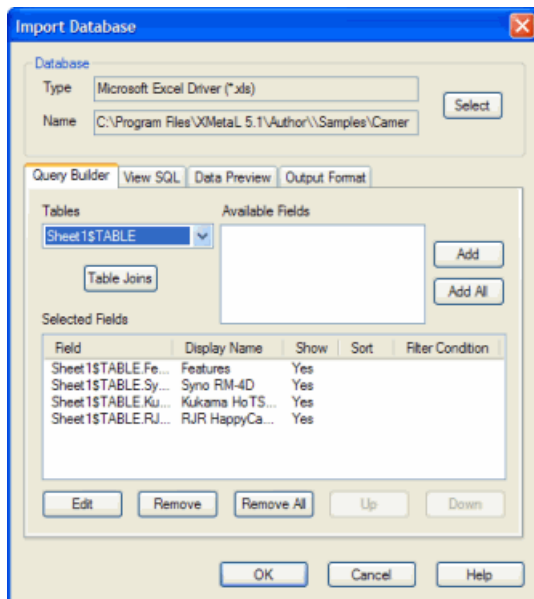 Import Database
Database
Type Microsoft Excel Driver (*.xls)
Select
Name C:\Program Files\XMetaL 5.1\Author\\Samples\Camer
Query Builder View SQL Data Preview Output Format
Tables Available Fields
Sheet1$TABLE
Add
Table Joins
Add All
Selected Fields
Field Display Name Show Sort Filter Condition
Sheet1$TABLE.Fe... Features Yes
Sheet1$TABLE.Sy... Syno RM-4D Yes
Sheet1$TABLE.Ku... Kukama HoTS... Yes
Sheet1$TABLE.RJ... RJR HappyCa... Yes
Edit Remove Remove All Up Down
OK Cancel Help